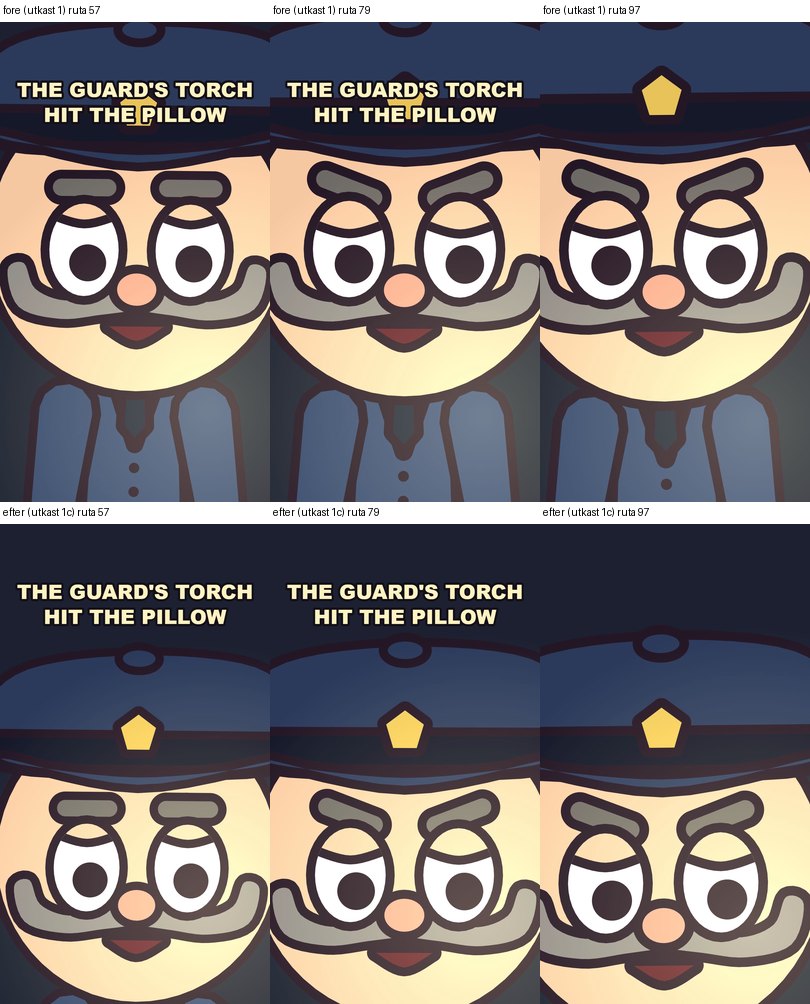 fore (utkast 1) ruta 57
fore (utkast 1) ruta 79
fore (utkast 1) ruta 97
THE GUARD'S TORCH
HIT THE PILLOW
THE GUARD'S TORCH
HIT THE PILLOW
efter (utkast 1c) ruta 57
efter (utkast 1c) ruta 79
efter (utkast 1c) ruta 97
THE GUARD'S TORCH
HIT THE PILLOW
THE GUARD'S TORCH
HIT THE PILLOW